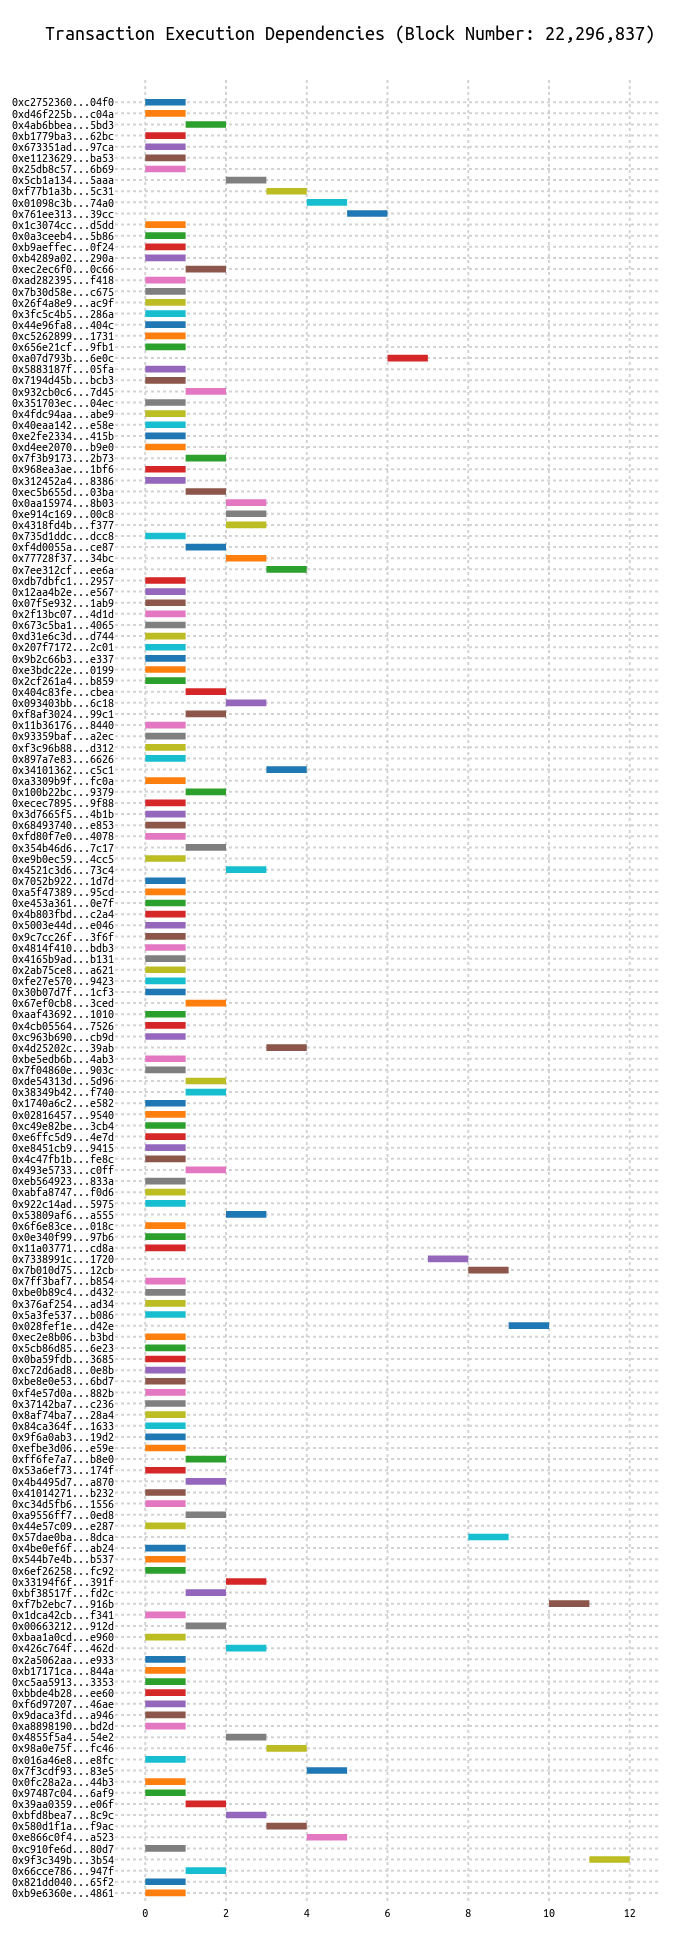 Transaction Execution Dependencies (Block Number: 22,296,837)
0xc2752360...04f0
0xd46f225b...c04a
0x4ab6bbea...5bd3
0xb1779ba3...62bc
0x673351ad...97ca
0xe1123629...ba53
0x25db8c57...6b69
0x5cb1a134...5aaa
0xf77b1a3b...5c31
0x01098c3b...74a0
0x761ee313...39cc
0x1c3074cc...d5dd
0x0a3ceeb4...5b86
0xb9aeffec...0f24
0xb4289a02...290a
0xec2ec6f0...0c66
0xad282395...f418
0x7b30d58e...c675
0x26f4a8e9...ac9f
0x3fc5c4b5...286a
0x44e96fa8...404c
0xc5262899...1731
0x656e21cf...9fb1
0xa07d793b...6e0c
0x5883187f...05fa
0x7194d45b...bcb3
0x932cb0c6...7d45
0x351703ec...04ec
0x4fdc94aa...abe9
0x40eaa142...e58e
0xe2fe2334...415b
0xd4ee2070...b9e0
0x7f3b9173...2b73
0x968ea3ae...1bf6
0x312452a4...8386
0xec5b655d...03ba
0x0aa15974...8b03
0xe914c169...00c8
0x4318fd4b...f377
0x735d1ddc...dcc8
0xf4d0055a...ce87
0x77728f37...34bc
0x7ee312cf...ee6a
0xdb7dbfc1...2957
0x12aa4b2e...e567
0x07f5e932...1ab9
0x2f13bc07...4d1d
0x673c5ba1...4065
0xd31e6c3d...d744
0x207f7172...2c01
0x9b2c66b3...e337
0xe3bdc22e...0199
0x2cf261a4...b859
0x404c83fe...cbea
0x093403bb...6c18
0xf8af3024...99c1
0x11b36176...8440
0x93359baf...a2ec
0xf3c96b88...d312
0x897a7e83...6626
0x34101362...c5c1
0xa3309b9f...fc0a
0x100b22bc...9379
0xecec7895...9f88
0x3d7665f5...4b1b
0x68493740...e853
0xfd80f7e0...4078
0x354b46d6...7c17
0xe9b0ec59...4cc5
0x4521c3d6...73c4
0x7052b922...1d7d
0xa5f47389...95cd
0xe453a361...0e7f
0x4b803fbd...c2a4
0x5003e44d...e046
0x9c7cc26f...3f6f
0x4814f410...bdb3
0x4165b9ad...b131
0x2ab75ce8...a621
0xfe27e570...9423
0x30b07d7f...1cf3
0x67ef0cb8...3ced
0xaaf43692...1010
0x4cb05564...7526
0xc963b690...cb9d
0x4d25202c...39ab
0xbe5edb6b...4ab3
0x7f04860e...903c
0xde54313d...5d96
0x38349b42...f740
0x1740a6c2...e582
0x02816457...9540
0xc49e82be...3cb4
0xe6ffc5d9...4e7d
0xe8451cb9...9415
0x4c47fb1b...fe8c
0x493e5733...c0ff
0xeb564923...833a
0xabfa8747...f0d6
0x922c14ad...5975
0x53809af6...a555
0x6f6e83ce...018c
0x0e340f99...97b6
0x11a03771...cd8a
0x7338991c...1720
0x7b010d75...12cb
0x7ff3baf7...b854
0xbe0b89c4...d432
0x376af254...ad34
0x5a3fe537...b086
0x028fef1e...d42e
0xec2e8b06...b3bd
0x5cb86d85...6e23
0x0ba59fdb...3685
0xc72d6ad8...0e8b
0xbe8e0e53...6bd7
0xf4e57d0a...882b
0x37142ba7...c236
0x8af74ba7...28a4
0x84ca364f...1633
0x9f6a0ab3...19d2
0xefbe3d06...e59e
0xff6fe7a7...b8e0
0x53a6ef73...174f
0x4b4495d7...a870
0x41014271...b232
0xc34d5fb6...1556
0xa9556ff7...0ed8
0x44e57c09...e287
0x57dae0ba...8dca
0x4be0ef6f...ab24
0x544b7e4b...b537
0x6ef26258...fc92
0x33194f6f...391f
0xbf38517f...fd2c
0xf7b2ebc7...916b
0x1dca42cb...f341
0x00663212...912d
0xbaa1a0cd...e960
0x426c764f...462d
0x2a5062aa...e933
0xb17171ca...844a
0xc5aa5913...3353
0xbbde4b28...ee60
0xf6d97207...46ae
0x9daca3fd...a946
0xa8898190...bd2d
0x4855f5a4...54e2
0x98a0e75f...fc46
0x016a46e8...e8fc
0x7f3cdf93...83e5
0x0fc28a2a...44b3
0x97487c04...6af9
0x39aa0359...e06f
0xbfd8bea7...8c9c
0x580d1f1a...f9ac
0xe866c0f4...a523
0xc910fe6d...80d7
0x9f3c349b...3b54
0x66cce786...947f
0x821dd040...65f2
0xb9e6360e...4861
0 2 4 6 8 10 12